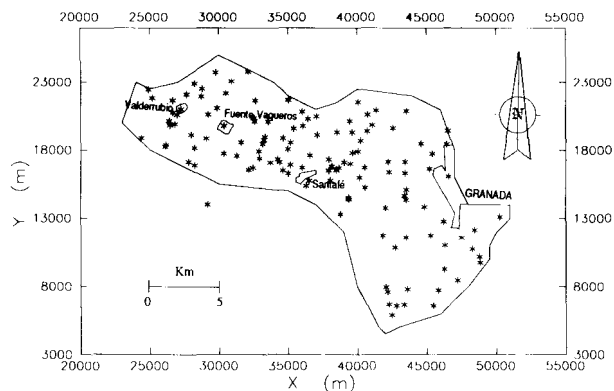 20000 25000 30000 35000 40000 45000 50000 55000
23000 23000
Valderrubio
Fuente Vaqueros
N
18000 18000
Santafé
GRANADA
Y (m)
13000 13000
Km
8000 8000
0 5
3000 3000
20000 25000 30000 35000 40000 45000 50000 55000
X (m)